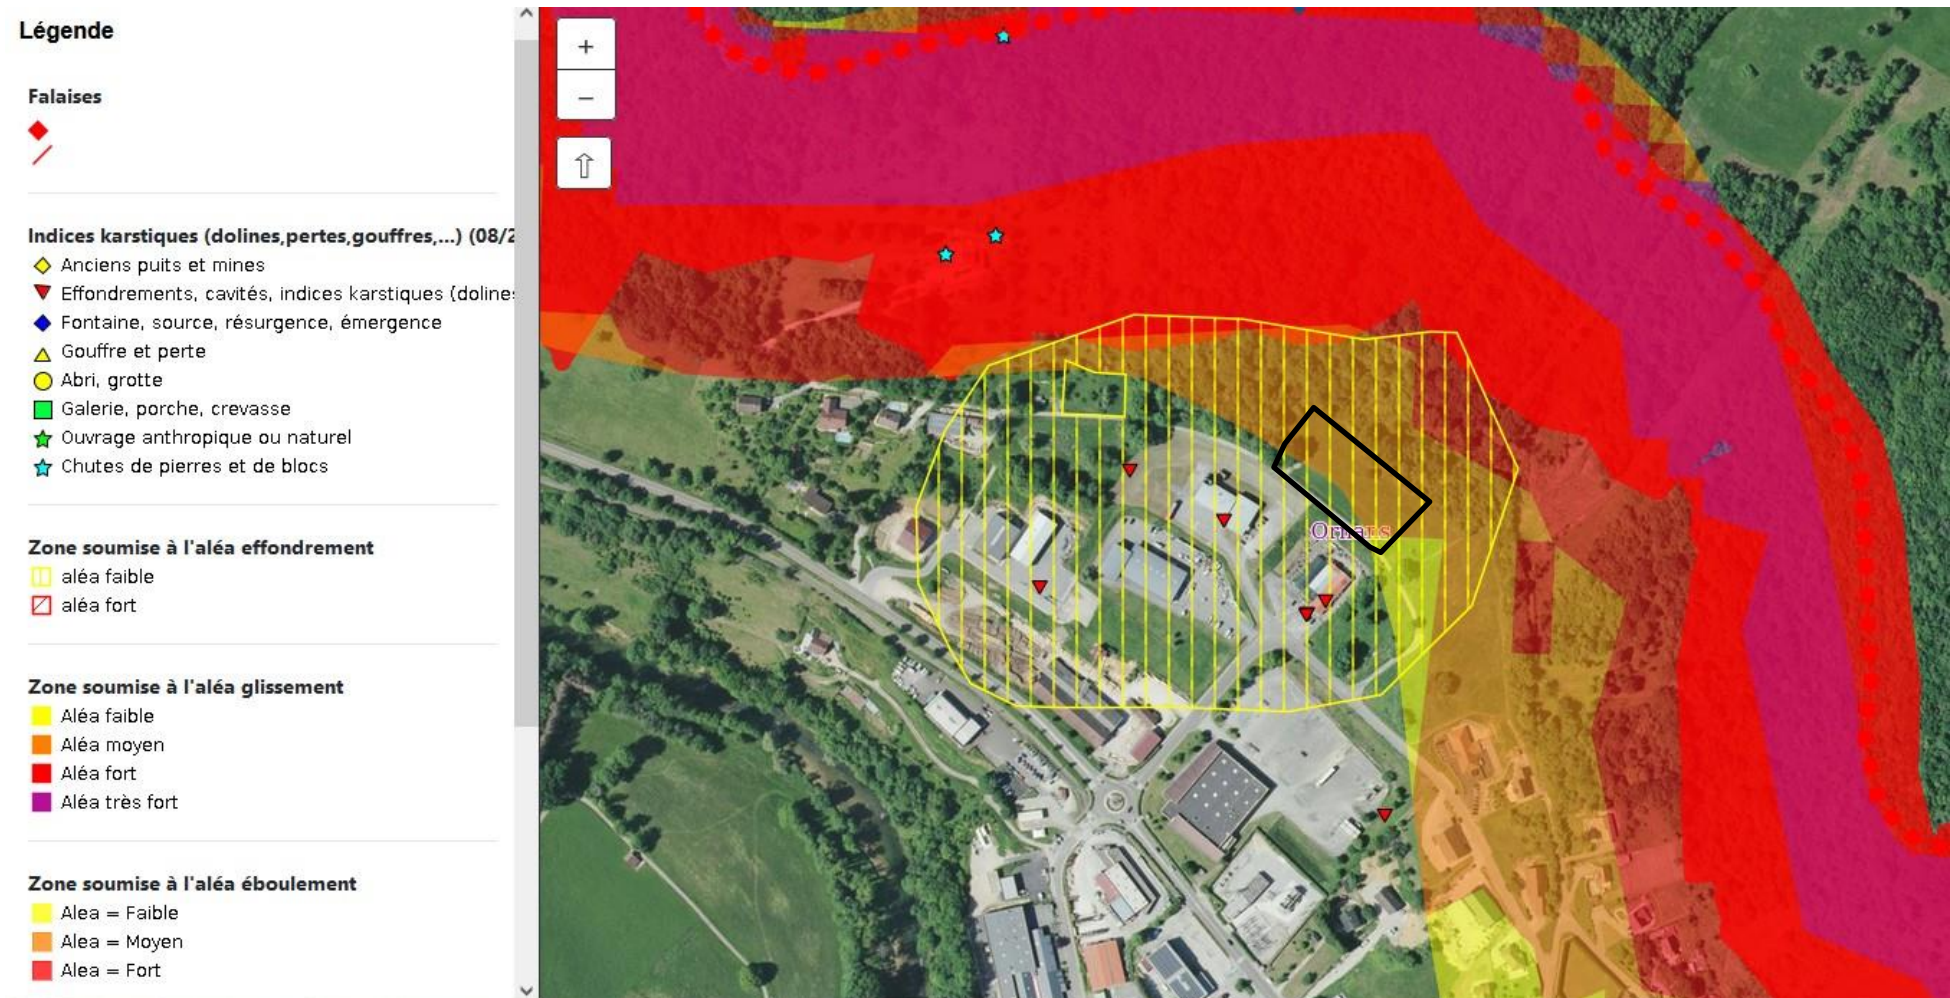 Légende
Falaises
Indices karstiques (dolines,pertes,gouffres,...) (08/2
Anciens puits et mines
Effondrements, cavités, indices karstiques (doline
Fontaine, source, résurgence, émergence
Gouffre et perte
Abri, grotte
Galerie, porche, crevasse
Ouvrage anthropique ou naturel
Chutes de pierres et de blocs
Zone soumise à l'aléa effondrement
aléa faible
aléa fort
Zone soumise à l'aléa glissement
Aléa faible
Aléa moyen
Aléa fort
Aléa très fort
Zone soumise à l'aléa éboulement
Alea = Faible
Alea = Moyen
Alea = Fort
+
−
Ornans